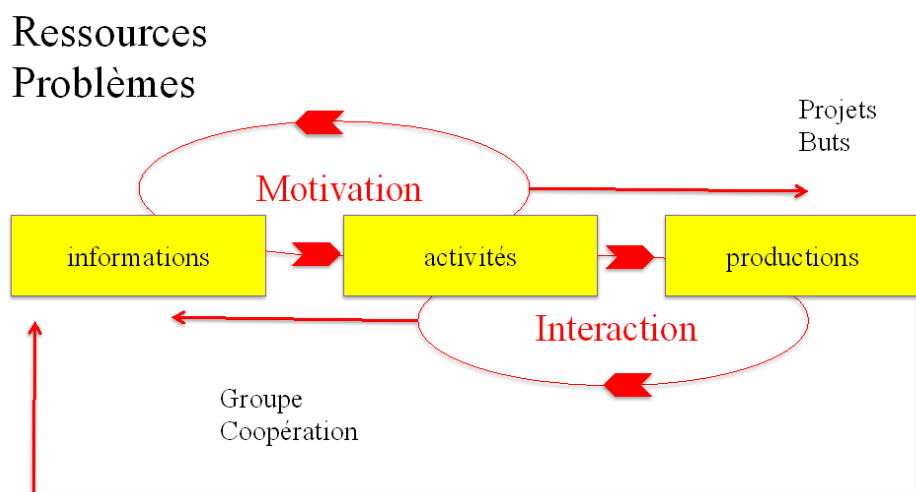 Ressources
Problèmes
Projets
Buts
Motivation
informations
activités
productions
Interaction
Groupe
Coopération